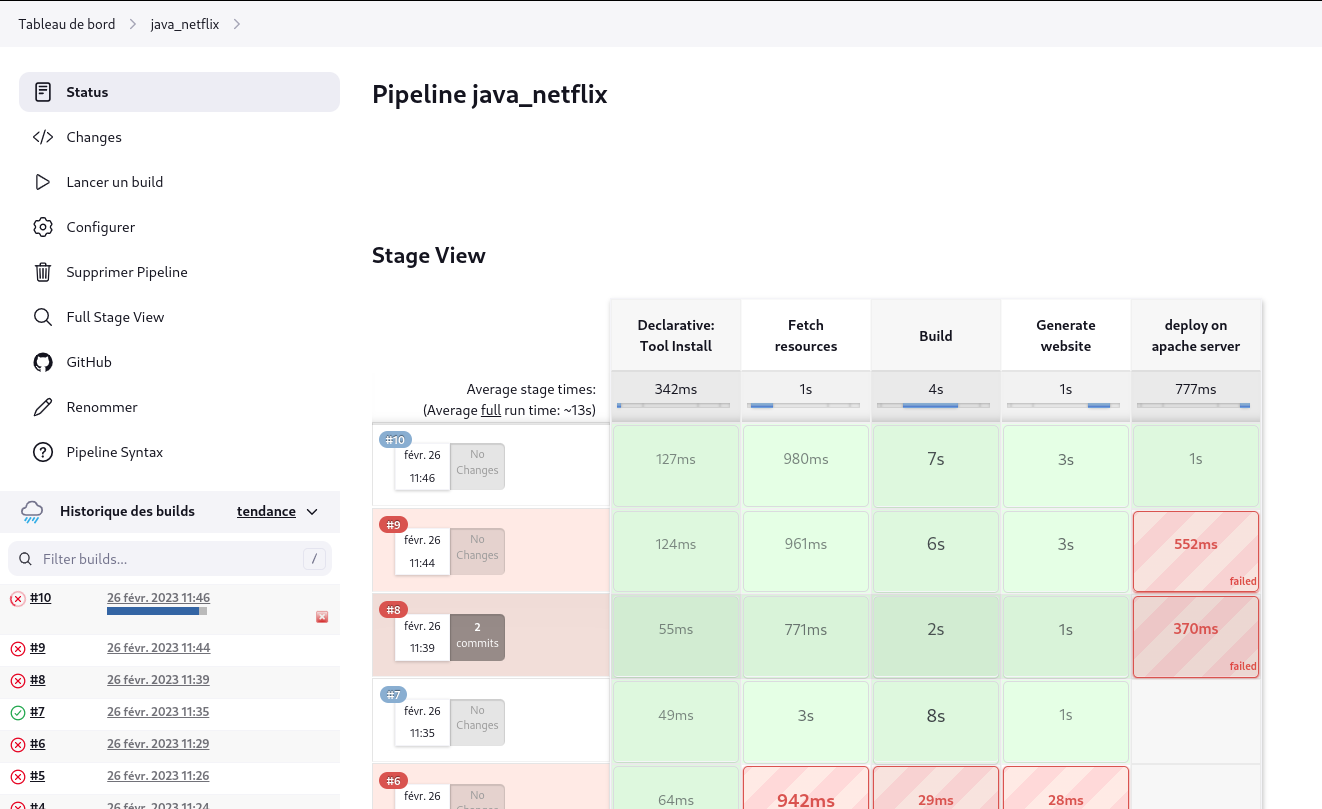 Tableau de bord
java_netflix
Status
Changes
Lancer un build
Configurer
Supprimer Pipeline
Full Stage View
GitHub
Renommer
Pipeline Syntax
Historique des builds
tendance
Filter builds...
/
#10
26 févr. 2023 11:46
#9
26 févr. 2023 11:44
#8
26 févr. 2023 11:39
#7
26 févr. 2023 11:35
#6
26 févr. 2023 11:29
#5
26 févr. 2023 11:26
#4
26 févr. 2023 11:24
Pipeline java_netflix
Stage View
Declarative:
Tool Install
Fetch
resources
Build
Generate
website
deploy on
apache server
Average stage times:
(Average full run time: ~13s)
342ms
1s
4s
1s
777ms
#10
févr. 26
11:46
No
Changes
127ms
980ms
7s
3s
1s
#9
févr. 26
11:44
No
Changes
124ms
961ms
6s
3s
552ms
failed
#8
févr. 26
11:39
2
commits
55ms
771ms
2s
1s
370ms
failed
#7
févr. 26
11:35
No
Changes
49ms
3s
8s
1s
#6
févr. 26
No
Changes
64ms
942ms
29ms
28ms